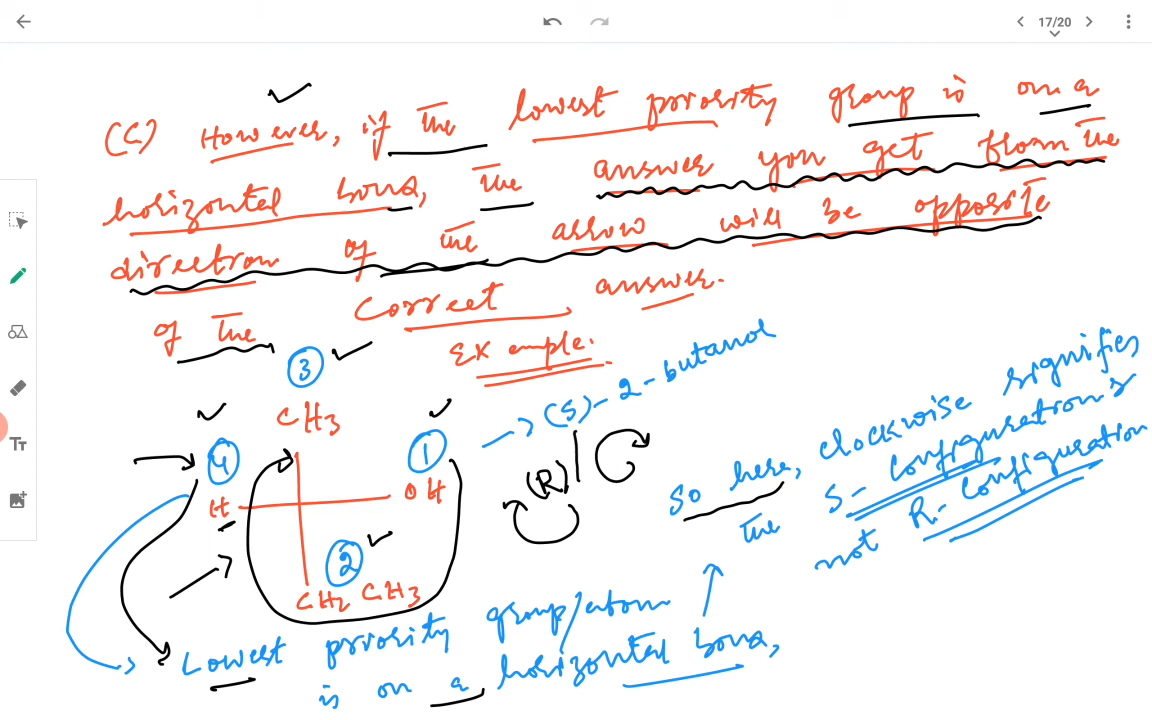 17/20
(C) However, if the lowest priority group is on a
horizontal bond, the answer you get from the
direction of the arrow will be opposite
of the correct answer.
Example.
3
CH3
4
1
H
OH
2
CH2 CH3
→ (S)-2-butanol
(R)
So here, clockwise signifies
the S-configurations
not R-configuration
Lowest priority group/atom
is on a horizontal bond,
Tт